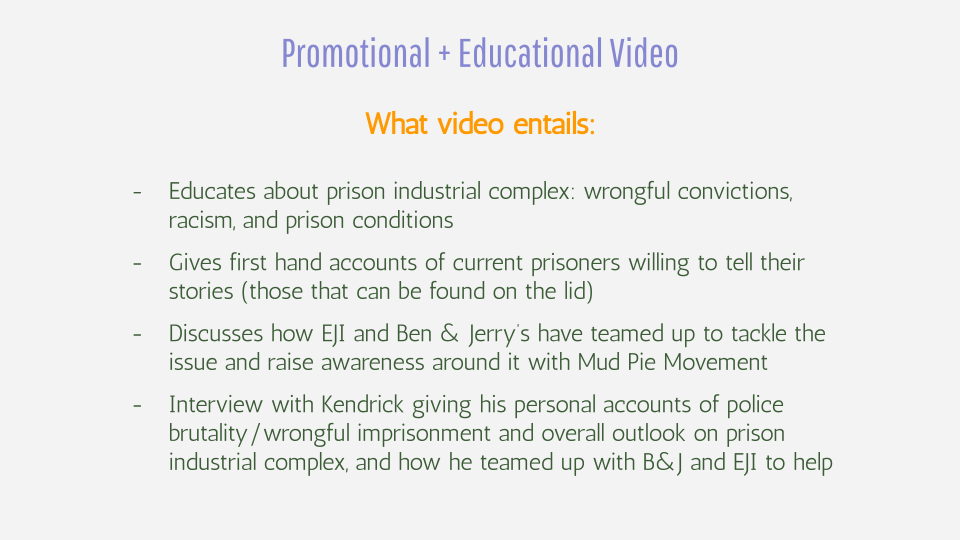 Promotional + Educational Video
What video entails:
- Educates about prison industrial complex: wrongful convictions,
racism, and prison conditions
- Gives first hand accounts of current prisoners willing to tell their
stories (those that can be found on the lid)
- Discusses how EJI and Ben & Jerry's have teamed up to tackle the
issue and raise awareness around it with Mud Pie Movement
- Interview with Kendrick giving his personal accounts of police
brutality/wrongful imprisonment and overall outlook on prison
industrial complex, and how he teamed up with B&J and EJI to help